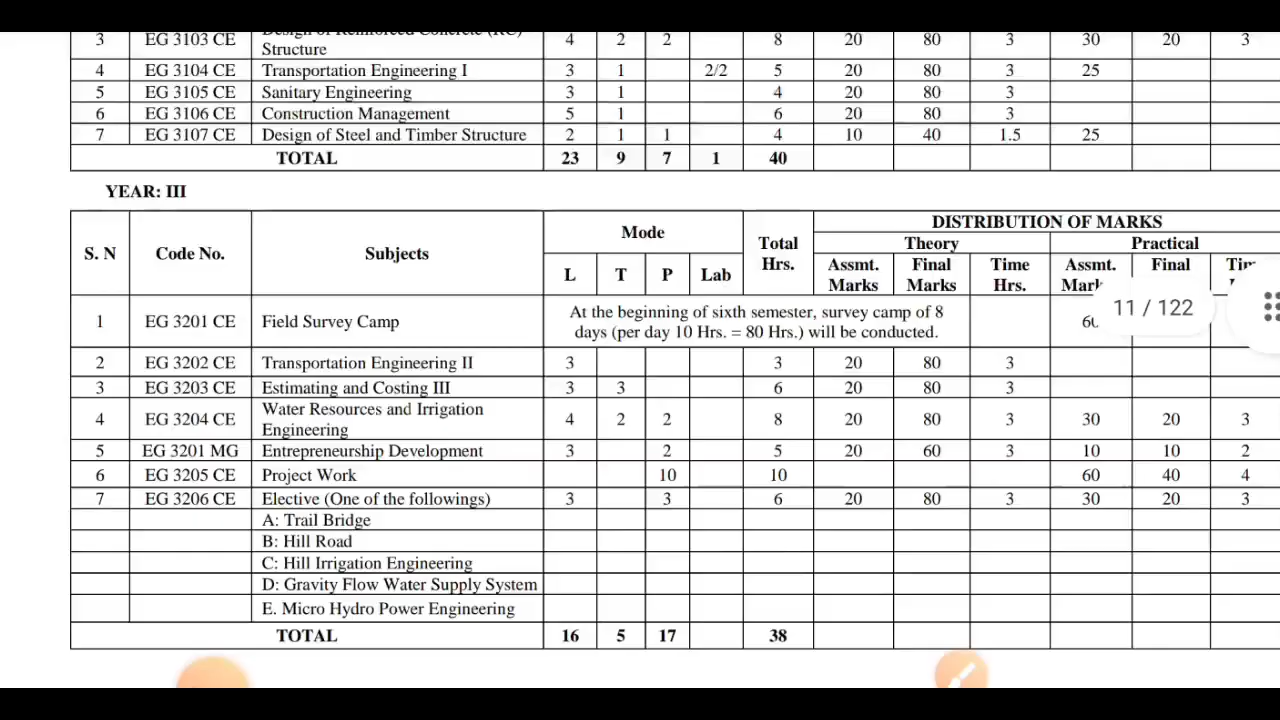 3 EG 3103 CE Design of Reinforced Concrete (RC) Structure 4 2 2 8 20 80 3 30 20 3
4 EG 3104 CE Transportation Engineering I 3 1 2/2 5 20 80 3 25
5 EG 3105 CE Sanitary Engineering 3 1 4 20 80 3
6 EG 3106 CE Construction Management 5 1 6 20 80 3
7 EG 3107 CE Design of Steel and Timber Structure 2 1 1 4 10 40 1.5 25
TOTAL 23 9 7 1 40
YEAR: III
S. N Code No. Subjects Mode Total Hrs. DISTRIBUTION OF MARKS
Theory Practical
L T P Lab Assmt. Marks Final Marks Time Hrs. Assmt. Final
11 / 122
1 EG 3201 CE Field Survey Camp At the beginning of sixth semester, survey camp of 8
days (per day 10 Hrs. = 80 Hrs.) will be conducted.
2 EG 3202 CE Transportation Engineering II 3 3 20 80 3
3 EG 3203 CE Estimating and Costing III 3 3 6 20 80 3
4 EG 3204 CE Water Resources and Irrigation Engineering 4 2 2 8 20 80 3 30 20 3
5 EG 3201 MG Entrepreneurship Development 3 2 5 20 60 3 10 10 2
6 EG 3205 CE Project Work 10 10 60 40 4
7 EG 3206 CE Elective (One of the followings) 3 3 6 20 80 3 30 20 3
A: Trail Bridge
B: Hill Road
C: Hill Irrigation Engineering
D: Gravity Flow Water Supply System
E. Micro Hydro Power Engineering
TOTAL 16 5 17 38